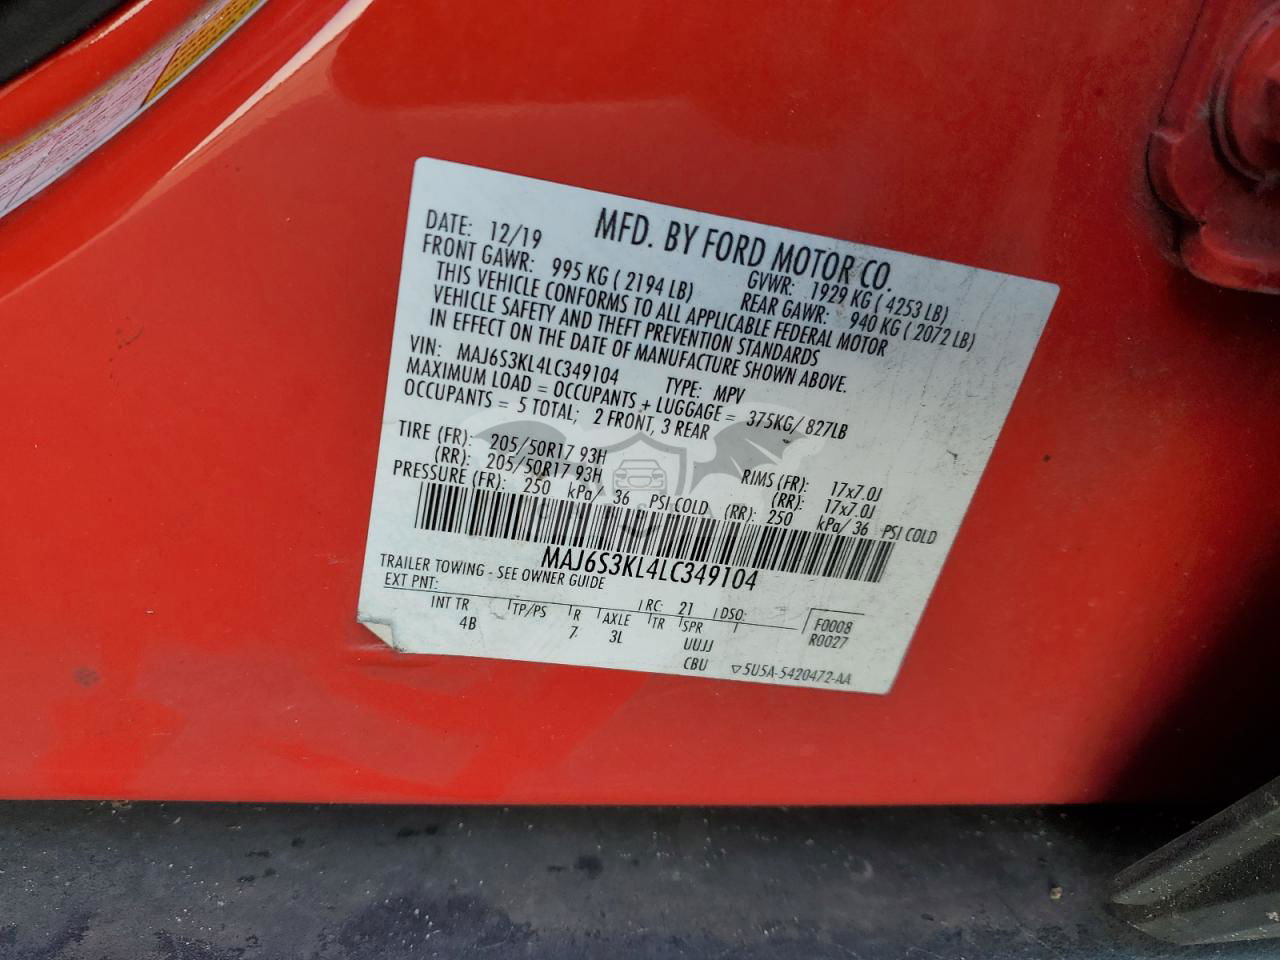 MFD. BY FORD MOTOR CO.
DATE: 12/19 GVWR: 1929 KG ( 4253 LB)
FRONT GAWR: 995 KG ( 2194 LB) REAR GAWR: 940 KG ( 2072 LB)
THIS VEHICLE CONFORMS TO ALL APPLICABLE FEDERAL MOTOR
VEHICLE SAFETY AND THEFT PREVENTION STANDARDS
IN EFFECT ON THE DATE OF MANUFACTURE SHOWN ABOVE.
VIN: MAJ6S3KL4LC349104 TYPE: MPV
MAXIMUM LOAD = OCCUPANTS + LUGGAGE = 375KG/ 827LB
OCCUPANTS = 5 TOTAL: 2 FRONT, 3 REAR
TIRE (FR): 205/50R17 93H RIMS (FR): 17x7.0J
(RR): 205/50R17 93H (RR): 17x7.0J
PRESSURE (FR): 250 kPa/ 36 PSI COLD (RR): 250 kPa/ 36 PSI COLD
MAJ6S3KL4LC349104
TRAILER TOWING - SEE OWNER GUIDE
EXT PNT: RC: 21 DSO:
INT TR TP/PS R AXLE TR SPR
4B 7 3L UUJJ
CBU
F0008
R0027
▽5U5A-5420472-AA